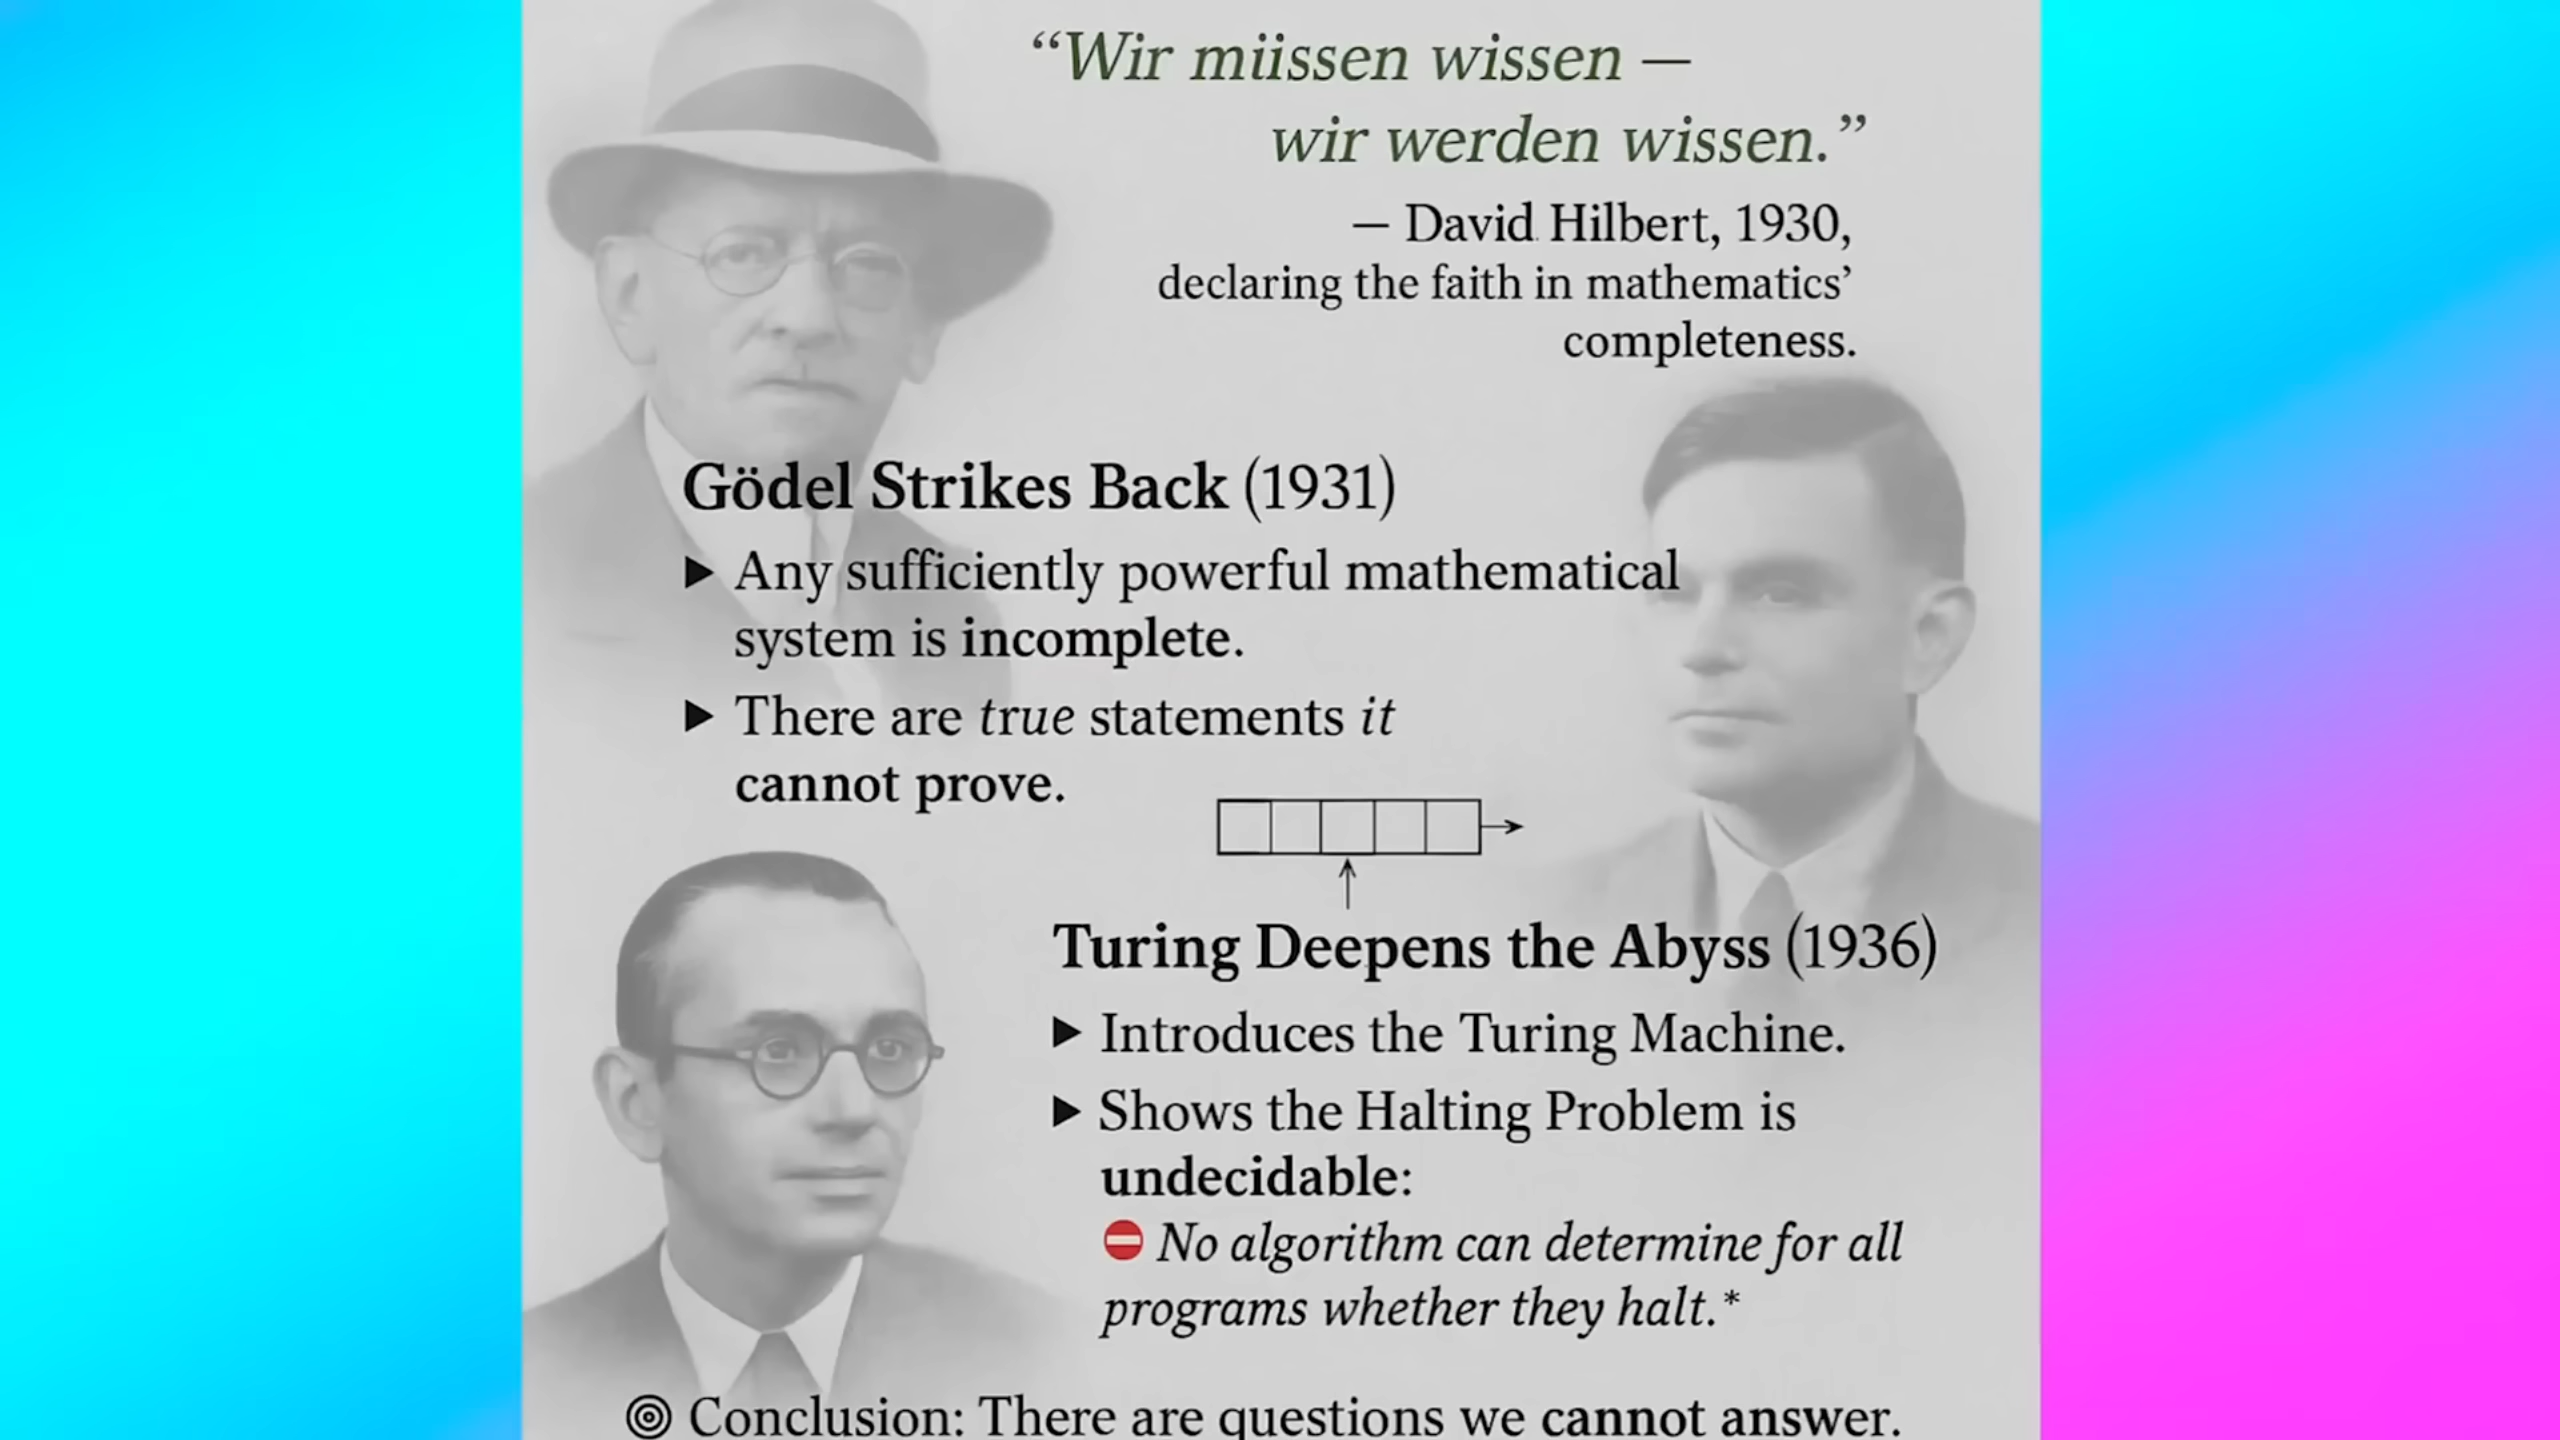 “Wir müssen wissen —
wir werden wissen.”
— David Hilbert, 1930,
declaring the faith in mathematics’
completeness.
Gödel Strikes Back (1931)
▶ Any sufficiently powerful mathematical
system is incomplete.
▶ There are true statements it
cannot prove.
Turing Deepens the Abyss (1936)
▶ Introduces the Turing Machine.
▶ Shows the Halting Problem is
undecidable:
⛔ No algorithm can determine for all
programs whether they halt.*
Conclusion: There are questions we cannot answer.